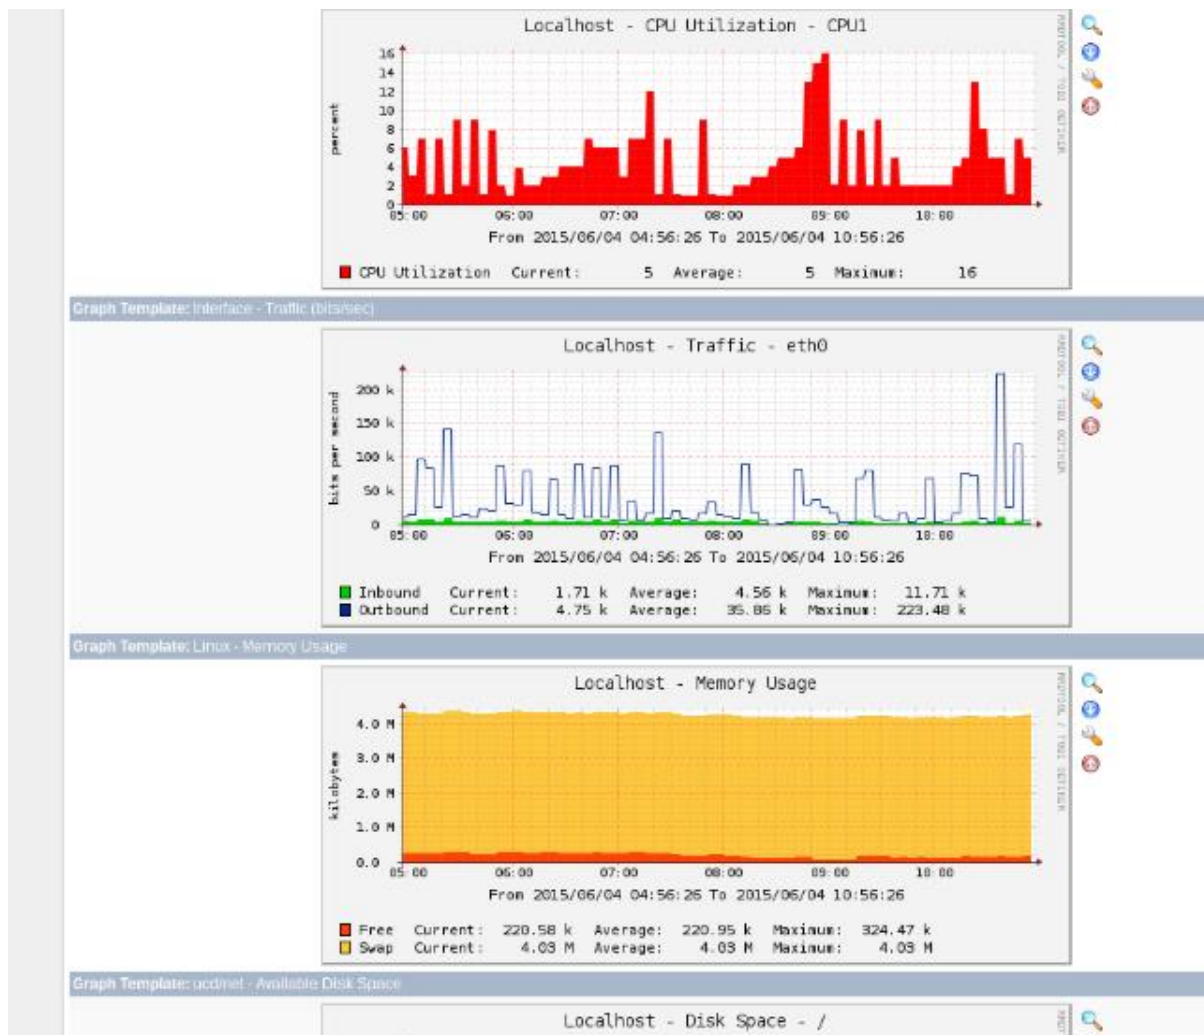 Localhost - CPU Utilization - CPU1
percent
16
14
12
10
8
6
4
2
0
05:00 06:00 07:00 08:00 09:00 10:00
From 2015/06/04 04:56:26 To 2015/06/04 10:56:26
CPU Utilization Current: 5 Average: 5 Maximum: 16
RRDTOOL / TOBI OETIKER
Graph Template: Interface - Traffic (bits/sec)
Localhost - Traffic - eth0
bits per second
200 k
150 k
100 k
50 k
0
05:00 06:00 07:00 08:00 09:00 10:00
From 2015/06/04 04:56:26 To 2015/06/04 10:56:26
Inbound Current: 1.71 k Average: 4.56 k Maximum: 11.71 k
Outbound Current: 4.75 k Average: 35.86 k Maximum: 223.48 k
RRDTOOL / TOBI OETIKER
Graph Template: Linux - Memory Usage
Localhost - Memory Usage
kilobytes
4.0 M
3.0 M
2.0 M
1.0 M
0.0
05:00 06:00 07:00 08:00 09:00 10:00
From 2015/06/04 04:56:26 To 2015/06/04 10:56:26
Free Current: 220.58 k Average: 220.95 k Maximum: 324.47 k
Swap Current: 4.03 M Average: 4.03 M Maximum: 4.03 M
RRDTOOL / TOBI OETIKER
Graph Template: ucd/net - Available Disk Space
Localhost - Disk Space - /